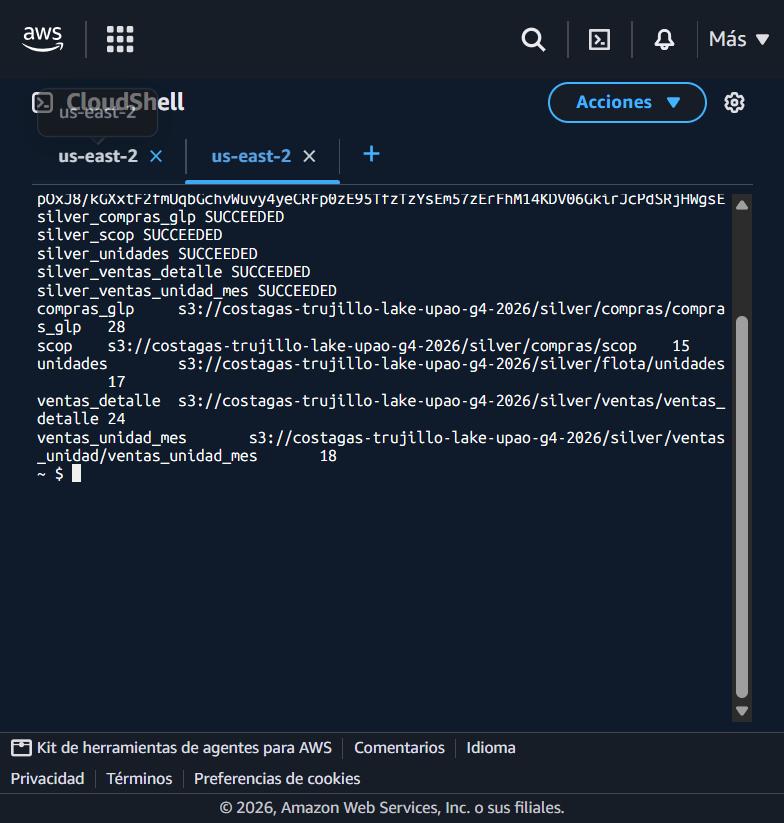 aws
Más
CloudShell
us-east-2
Acciones
us-east-2
us-east-2
silver_compras_glp SUCCEEDED
silver_scop SUCCEEDED
silver_unidades SUCCEEDED
silver_ventas_detalle SUCCEEDED
silver_ventas_unidad_mes SUCCEEDED
compras_glp     s3://costagas-trujillo-lake-upao-g4-2026/silver/compras/compra
s_glp   28
scop    s3://costagas-trujillo-lake-upao-g4-2026/silver/compras/scop    15
unidades        s3://costagas-trujillo-lake-upao-g4-2026/silver/flota/unidades
        17
ventas_detalle  s3://costagas-trujillo-lake-upao-g4-2026/silver/ventas/ventas_
detalle 24
ventas_unidad_mes       s3://costagas-trujillo-lake-upao-g4-2026/silver/ventas
_unidad/ventas_unidad_mes       18
~ $
Kit de herramientas de agentes para AWS
Comentarios
Idioma
Privacidad
Términos
Preferencias de cookies
© 2026, Amazon Web Services, Inc. o sus filiales.